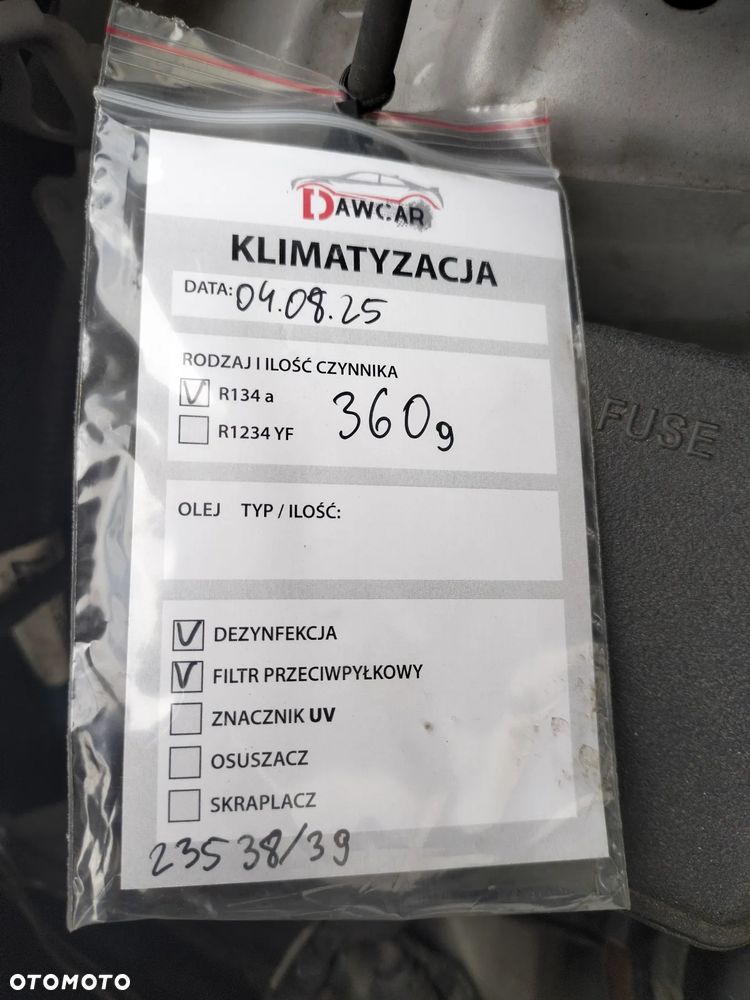 DAWCAR
KLIMATYZACJA
DATA: 04.08.25
RODZAJ I ILOŚĆ CZYNNIKA
R134 a
360g
R1234 YF
FUSE
OLEJ TYP / ILOŚĆ:
DEZYNFEKCJA
FILTR PRZECIWPYŁKOWY
ZNACZNIK UV
OSUSZACZ
SKRAPLACZ
23538/39
OTOMOTO